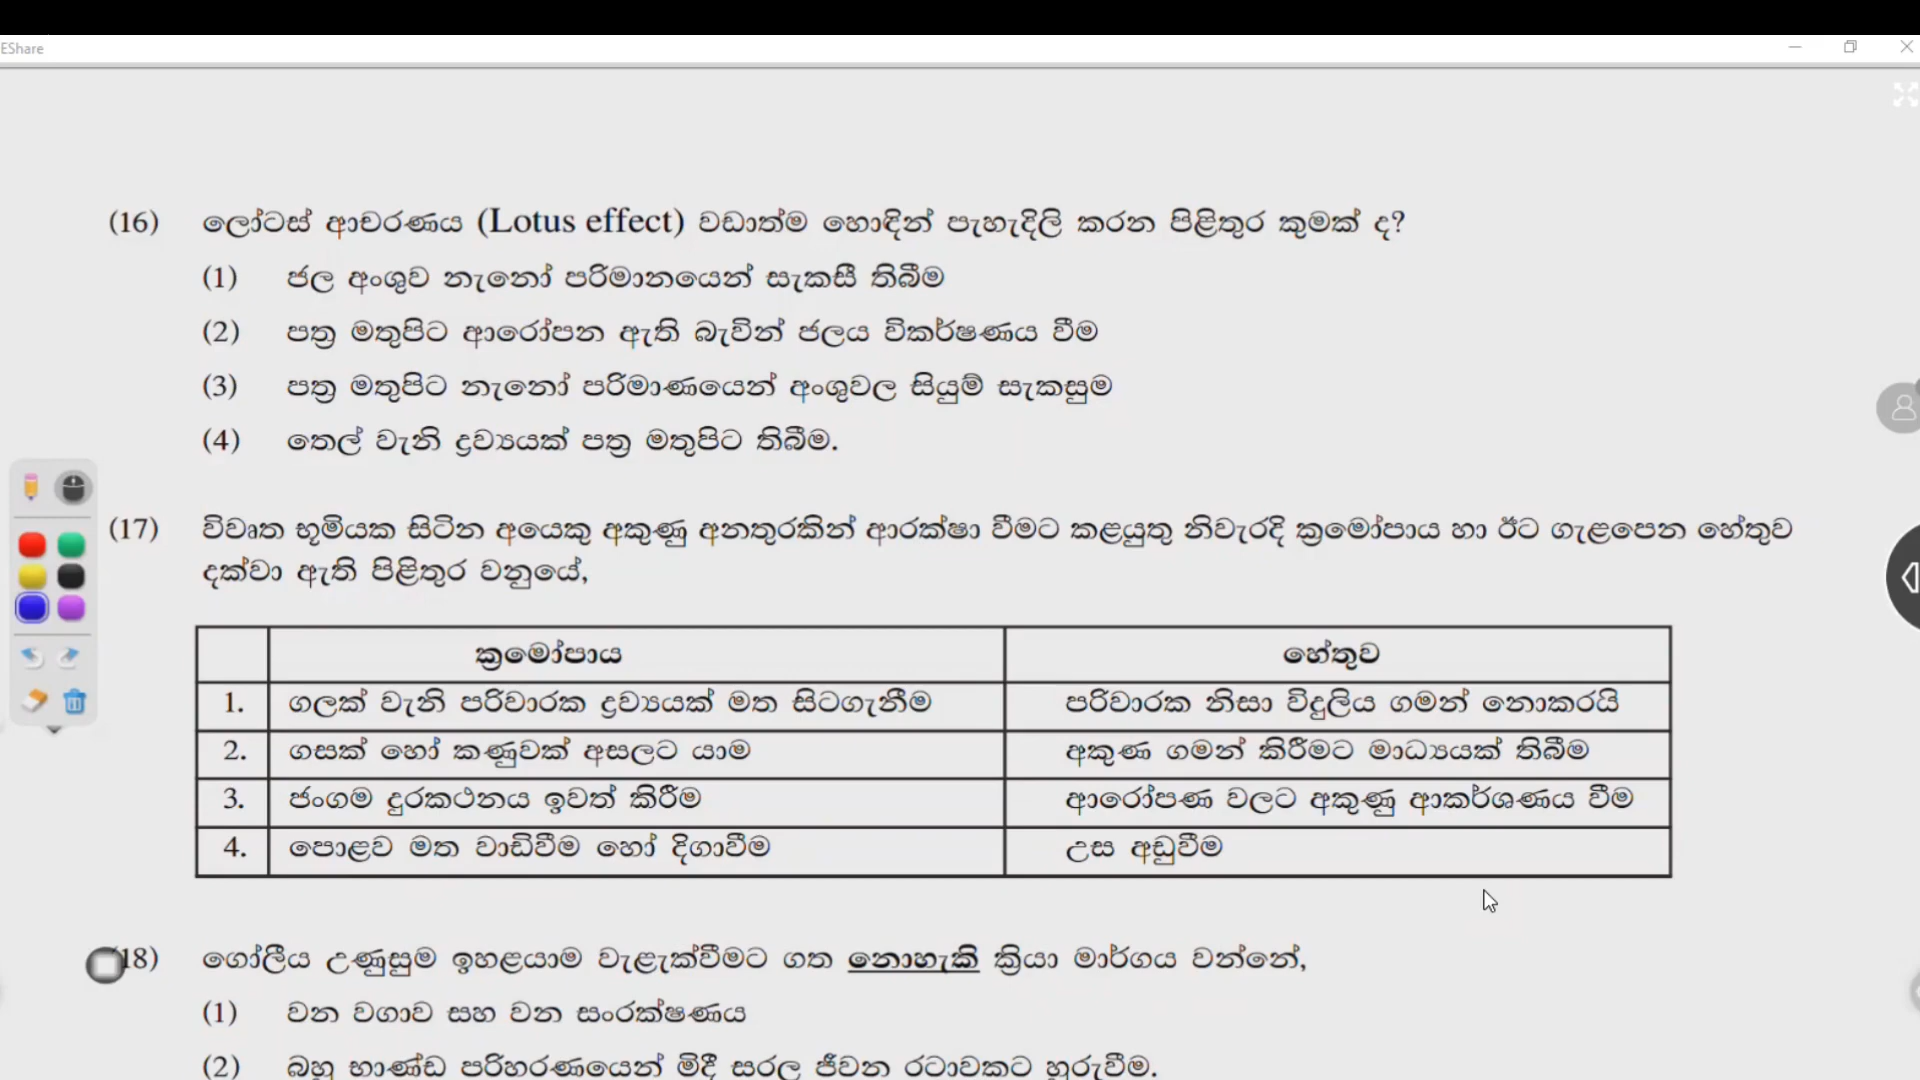 EShare
(16) ලෝටස් ආචරණය (Lotus effect) වඩාත්ම හොඳින් පැහැදිලි කරන පිළිතුර කුමක් ද?
(1) ජල අංශුව නැනෝ පරිමානයෙන් සැකසී තිබීම
(2) පත්‍ර මතුපිට ආරෝපන ඇති බැවින් ජලය විකර්ෂණය වීම
(3) පත්‍ර මතුපිට නැනෝ පරිමාණයෙන් අංශුවල සියුම් සැකසුම
(4) තෙල් වැනි ද්‍රව්‍යයක් පත්‍ර මතුපිට තිබීම.
(17) විවෘත භූමියක සිටින අයෙකු අකුණු අනතුරකින් ආරක්ෂා වීමට කළයුතු නිවැරදි ක්‍රමෝපාය හා ඊට ගැළපෙන හේතුව
දක්වා ඇති පිළිතුර වනුයේ,
ක්‍රමෝපාය හේතුව
1. ගලක් වැනි පරිවාරක ද්‍රව්‍යයක් මත සිටගැනීම පරිවාරක නිසා විදුලිය ගමන් නොකරයි
2. ගසක් හෝ කණුවක් අසලට යාම අකුණ ගමන් කිරීමට මාධ්‍යයක් තිබීම
3. ජංගම දුරකථනය ඉවත් කිරීම ආරෝපණ වලට අකුණු ආකර්ශණය වීම
4. පොළව මත වාඩිවීම හෝ දිගාවීම උස අඩුවීම
18) ගෝලීය උණුසුම ඉහළයාම වැළැක්වීමට ගත නොහැකි ක්‍රියා මාර්ගය වන්නේ,
(1) වන වගාව සහ වන සංරක්ෂණය
(2) බහු භාණ්ඩ පරිහරණයෙන් මිදී සරල ජීවන රටාවකට හුරුවීම.